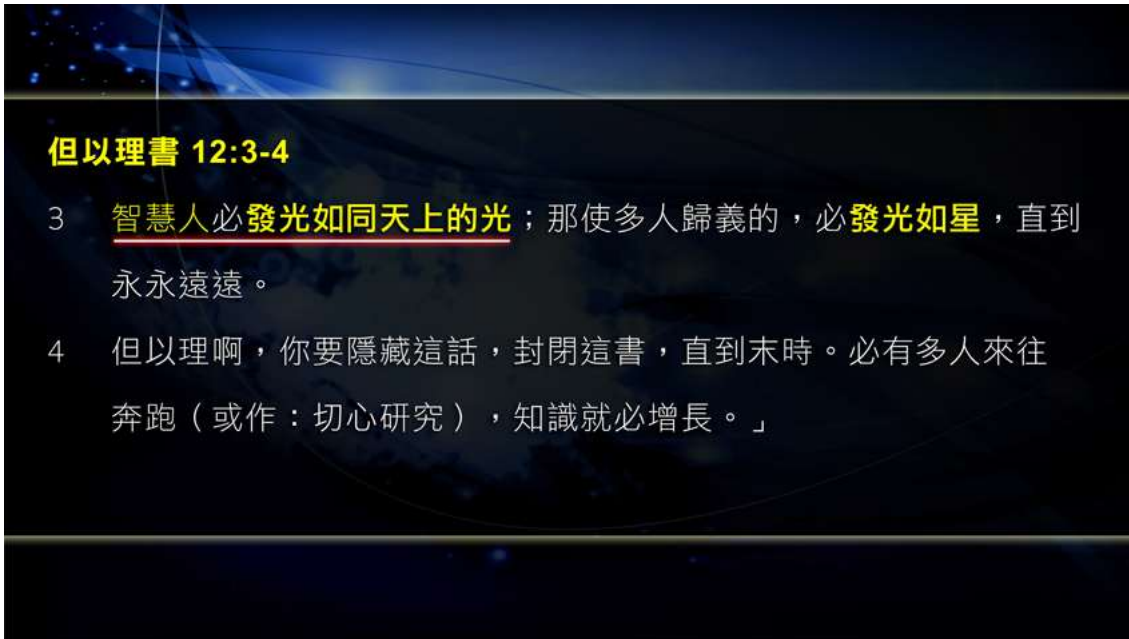 但以理書 12:3-4
3 智慧人必發光如同天上的光；那使多人歸義的，必發光如星，直到
永永遠遠。
4 但以理啊，你要隱藏這話，封閉這書，直到末時。必有多人來往
奔跑（或作：切心研究），知識就必增長。」